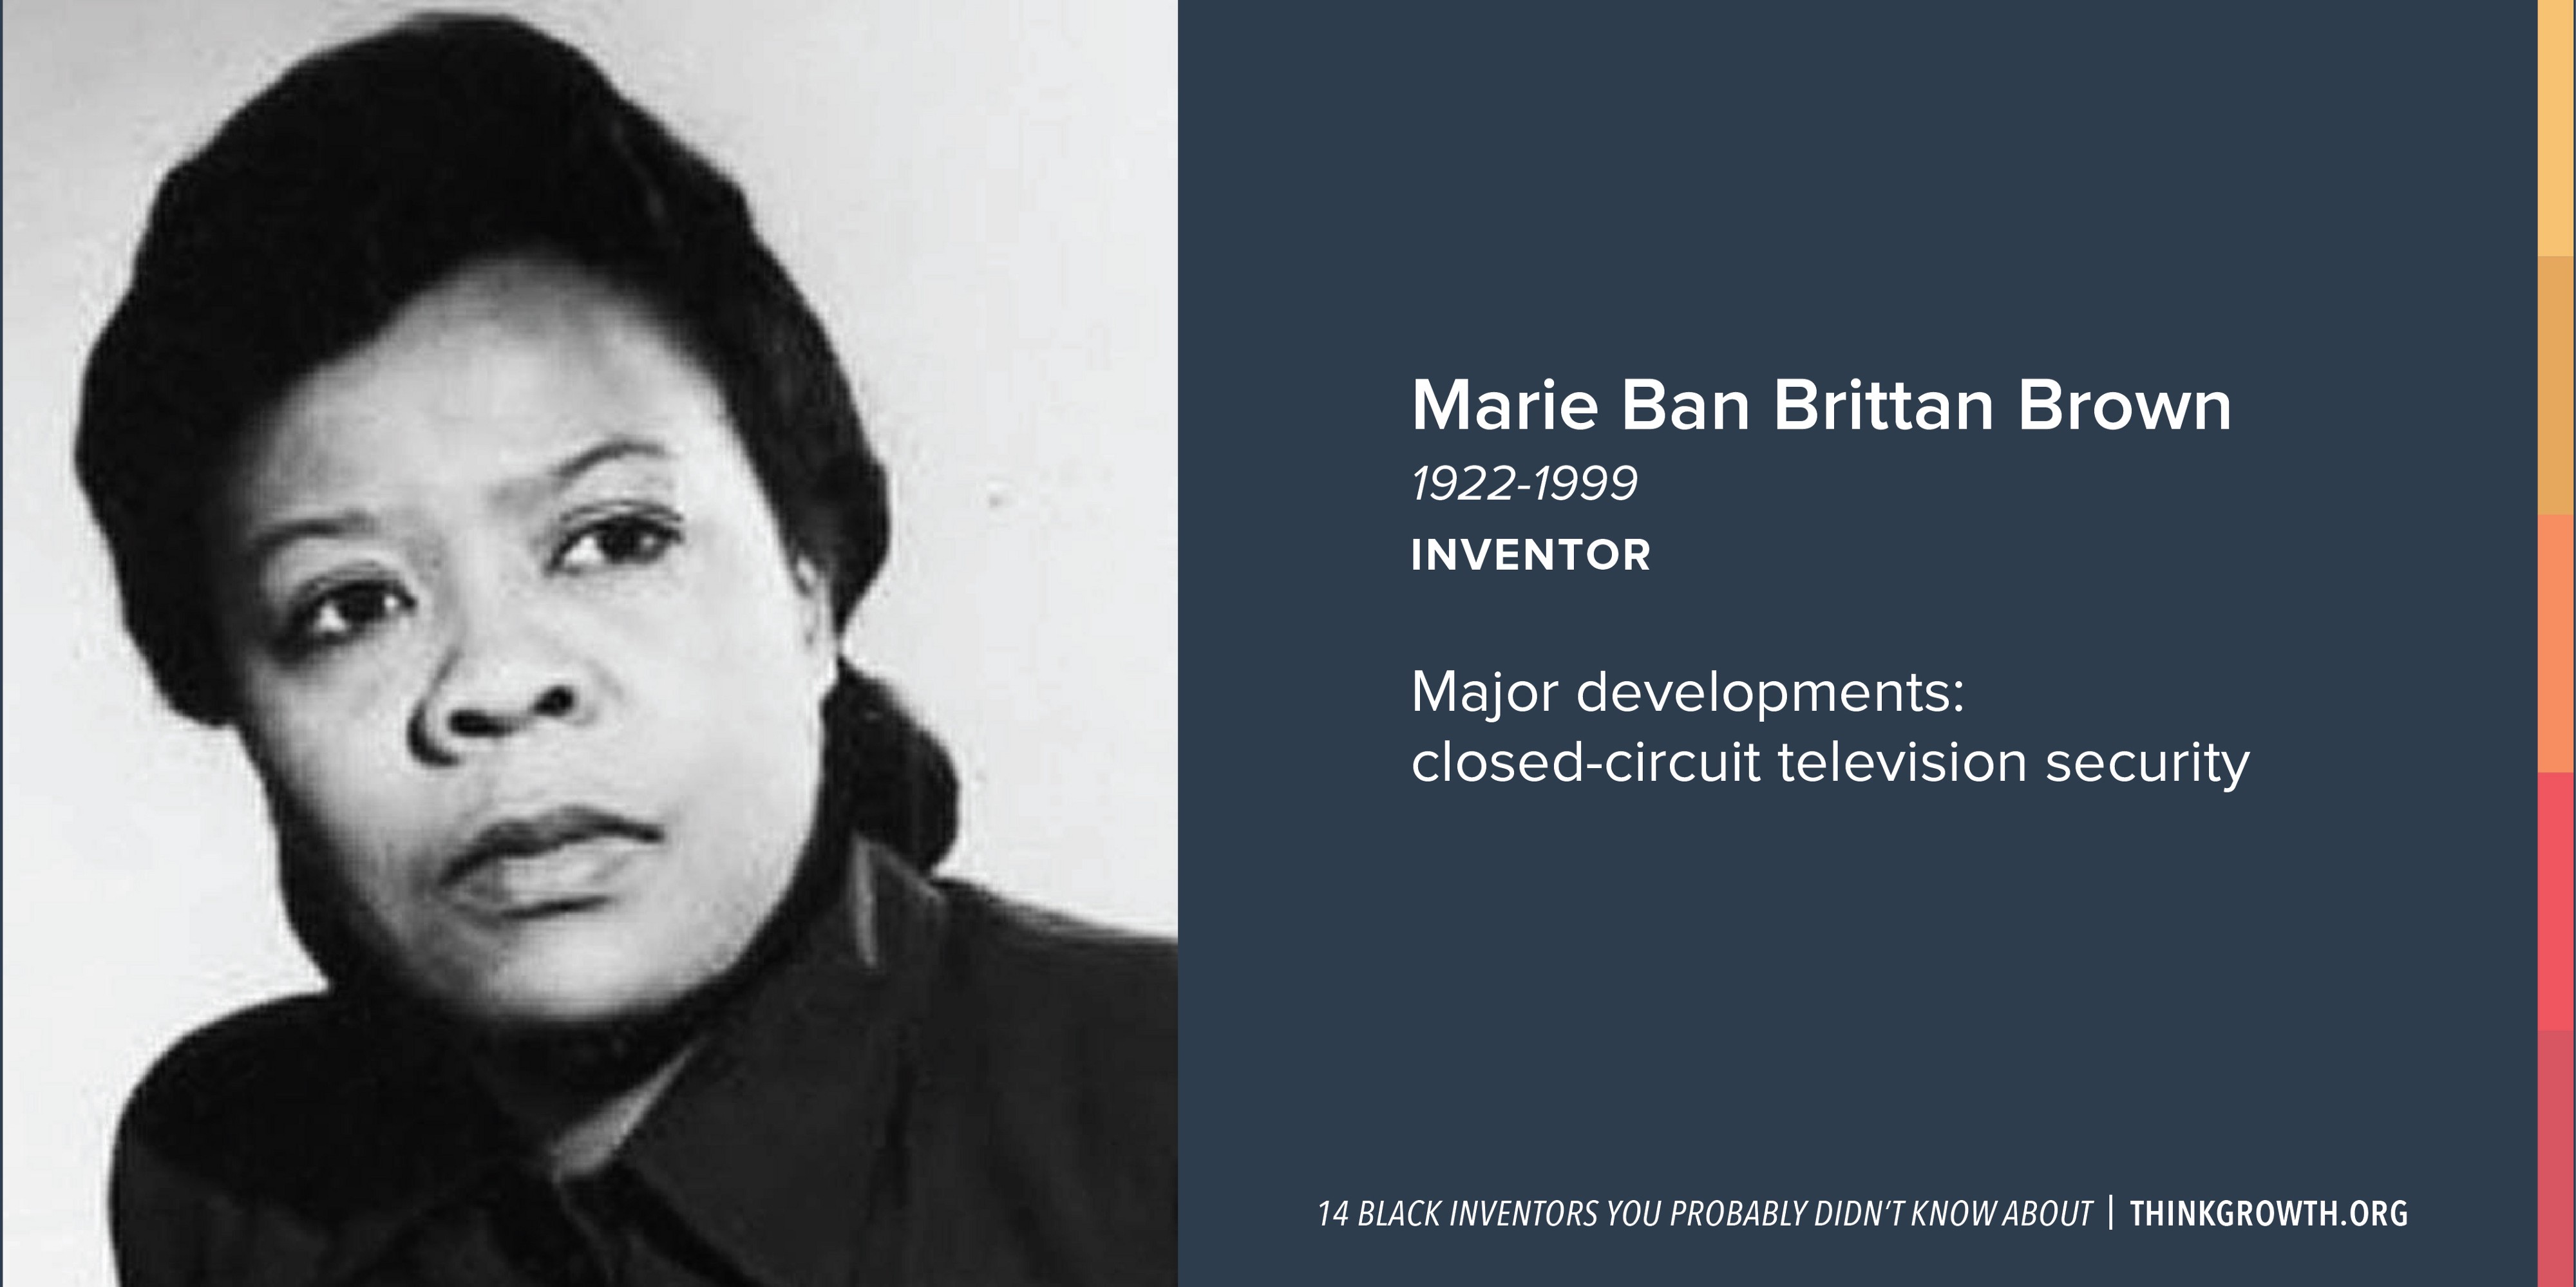 Marie Ban Brittan Brown
1922-1999
INVENTOR
Major developments:
closed-circuit television security
14 BLACK INVENTORS YOU PROBABLY DIDN'T KNOW ABOUT | THINKGROWTH.ORG